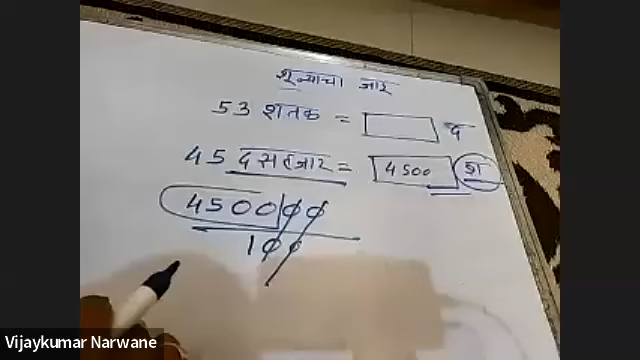 शून्याचा जोर
53 शतक = द
45 दसहजार = 4500 श
450000
100
Vijaykumar Narwane